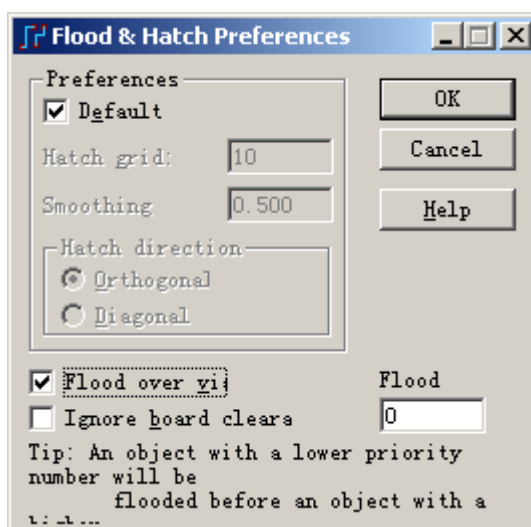 Flood & Hatch Preferences
Preferences
Default
OK
Hatch grid:
10
Cancel
Smoothing
0.500
Help
Hatch direction
Orthogonal
Diagonal
Flood over vi
Flood
Ignore board cleara
0
Tip: An object with a lower priority
number will be
flooded before an object with a